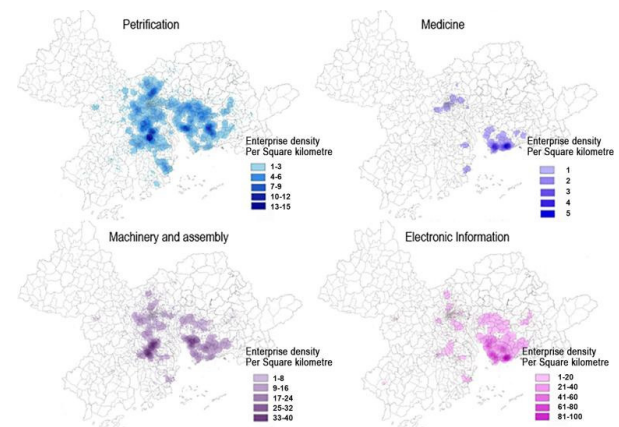 Petrification
Medicine
Enterprise density
Per Square kilometre
1-3
4-6
7-9
10-12
13-15
Enterprise density
Per Square kilometre
1
2
3
4
5
Machinery and assembly
Electronic Information
Enterprise density
Per Square kilometre
1-8
9-16
17-24
25-32
33-40
Enterprise density
Per Square kilometre
1-20
21-40
41-60
61-80
81-100